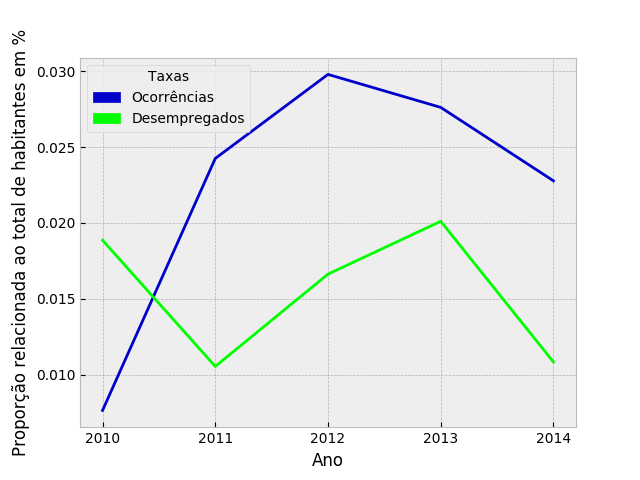 Proporção relacionada ao total de habitantes em %
0.030
0.025
0.020
0.015
0.010
Taxas
Ocorrências
Desempregados
2010 2011 2012 2013 2014
Ano